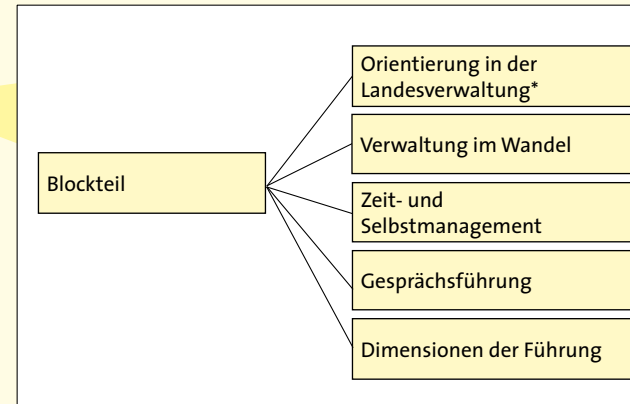 Orientierung in der
Landesverwaltung*
Verwaltung im Wandel
Blockteil
Zeit- und
Selbstmanagement
Gesprächsführung
Dimensionen der Führung